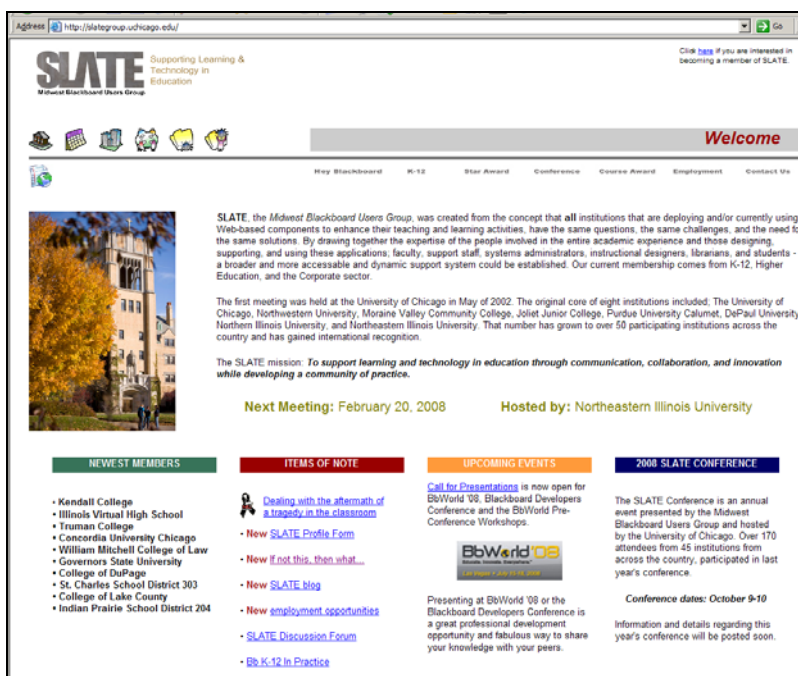 Address http://slategroup.uchicago.edu/ Go
SLATE
Supporting Learning &
Technology in
Education
Midwest Blackboard Users Group
Click here if you are interested in
becoming a member of SLATE.
Welcome
Hey Blackboard K-12 Star Award Conference Course Award Employment Contact Us
SLATE, the Midwest Blackboard Users Group, was created from the concept that all institutions that are deploying and/or currently using
Web-based components to enhance their teaching and learning activities, have the same questions, the same challenges, and the need fo
the same solutions. By drawing together the expertise of the people involved in the entire academic experience and those designing,
supporting, and using these applications; faculty, support staff, systems administrators, instructional designers, librarians, and students -
a broader and more accessable and dynamic support system could be established. Our current membership comes from K-12, Higher
Education, and the Corporate sector.
The first meeting was held at the University of Chicago in May of 2002. The original core of eight institutions included; The University of
Chicago, Northwestern University, Moraine Valley Community College, Joliet Junior College, Purdue University Calumet, DePaul University
Northern Illinois University, and Northeastern Illinois University. That number has grown to over 50 participating institutions across the
country and has gained international recognition.
The SLATE mission: To support learning and technology in education through communication, collaboration, and innovation
while developing a community of practice.
Next Meeting: February 20, 2008 Hosted by: Northeastern Illinois University
NEWEST MEMBERS
• Kendall College
• Illinois Virtual High School
• Truman College
• Concordia University Chicago
• William Mitchell College of Law
• Governors State University
• College of DuPage
• St. Charles School District 303
• College of Lake County
• Indian Prairie School District 204
ITEMS OF NOTE
Dealing with the aftermath of
a tragedy in the classroom
• New SLATE Profile Form
• New If not this, then what...
• New SLATE blog
• New employment opportunities
• SLATE Discussion Forum
• Bb K-12 In Practice
UPCOMING EVENTS
Call for Presentations is now open for
BbWorld '08, Blackboard Developers
Conference and the BbWorld Pre-
Conference Workshops.
BbWorld '08
Las Vegas • July 15-17, 2008
Presenting at BbWorld '08 or the
Blackboard Developers Conference is
a great professional development
opportunity and fabulous way to share
your knowledge with your peers.
2008 SLATE CONFERENCE
The SLATE Conference is an annual
event presented by the Midwest
Blackboard Users Group and hosted
by the University of Chicago. Over 170
attendees from 45 institutions from
across the country, participated in last
year's conference.
Conference dates: October 9-10
Information and details regarding this
year's conference will be posted soon.